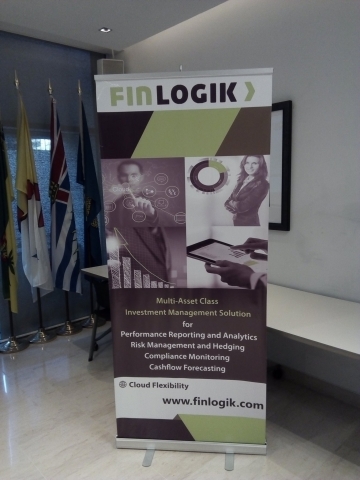 FINLOGIK
Multi-Asset Class
Investment Management Solution
for
Performance Reporting and Analytics
Risk Management and Hedging
Compliance Monitoring
Cashflow Forecasting
Cloud Flexibility
www.finlogik.com